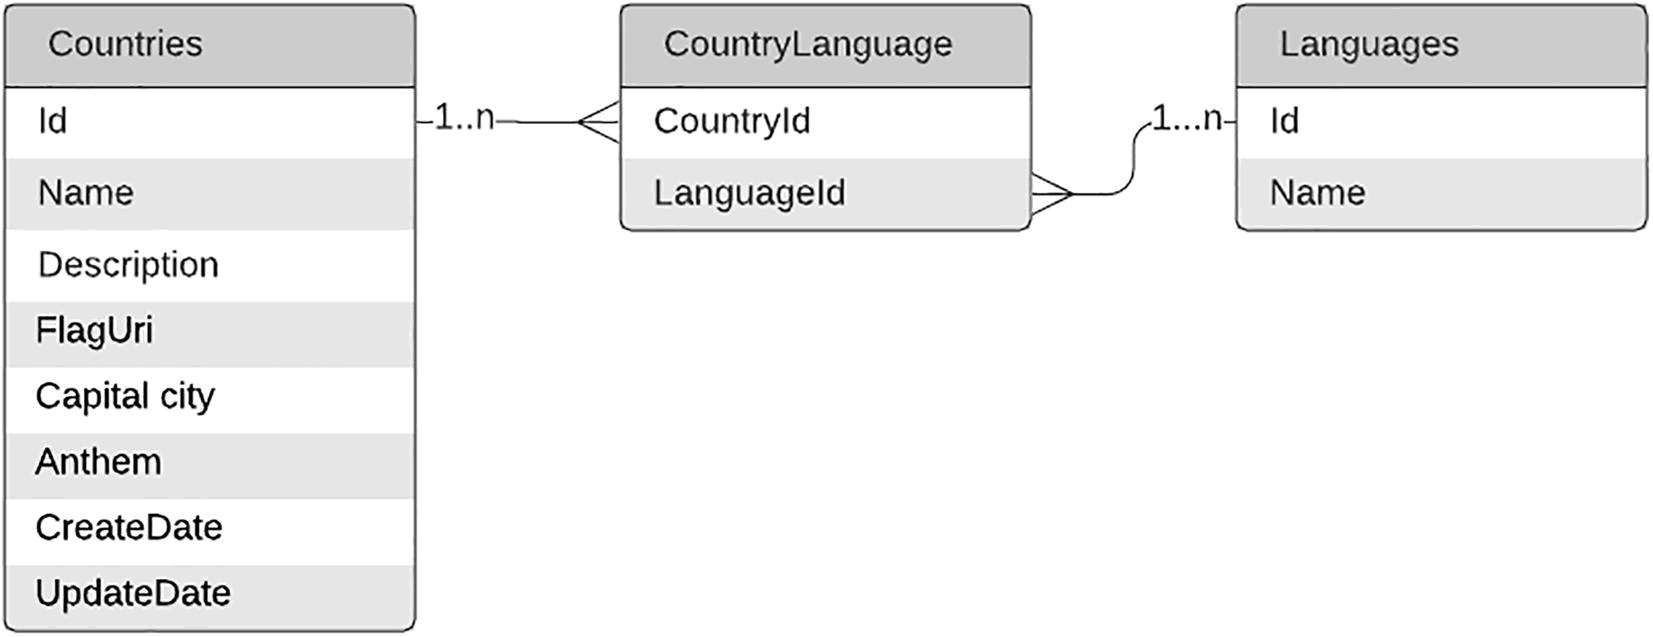 Countries
Id
Name
Description
FlagUri
Capital city
Anthem
CreateDate
UpdateDate
1..n
CountryLanguage
CountryId
LanguageId
1...n
Languages
Id
Name